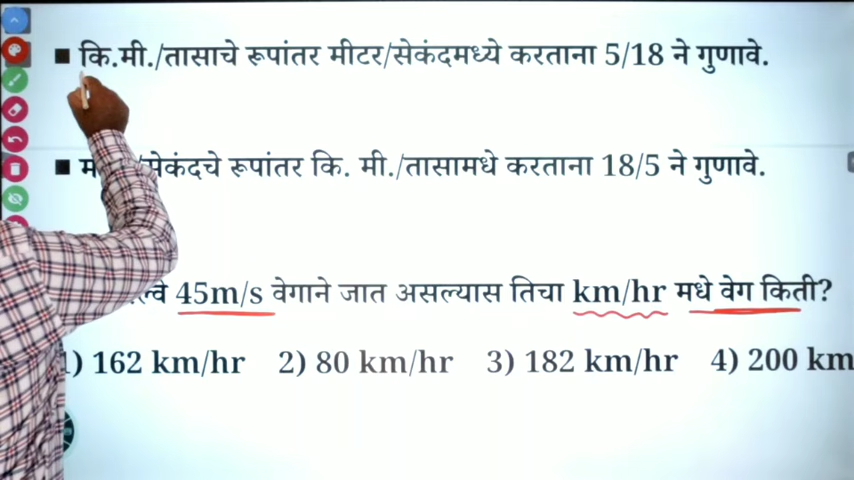 ■ कि.मी./तासाचे रूपांतर मीटर/सेकंदमध्ये करताना 5/18 ने गुणावे.
■ /सेकंदचे रूपांतर कि. मी./तासामधे करताना 18/5 ने गुणावे.
45m/s वेगाने जात असल्यास तिचा km/hr मधे वेग किती?
1) 162 km/hr 2) 80 km/hr 3) 182 km/hr 4) 200 km